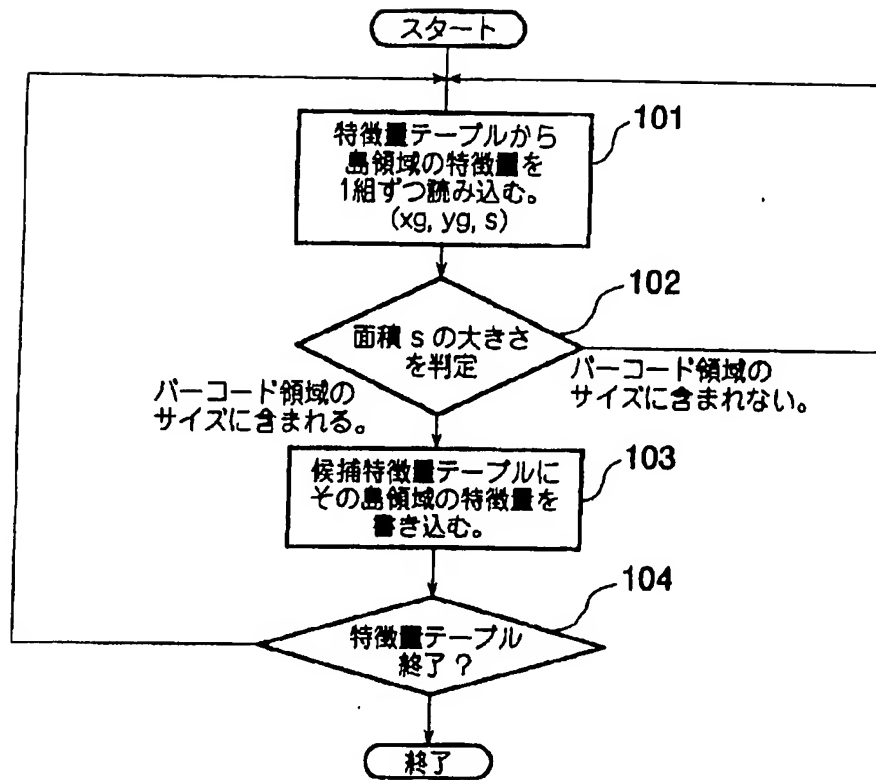 スタート
101
特徴量テーブルから
島領域の特徴量を
1組ずつ読み込む。
(xg, yg, s)
102
面積 s の大きさ
を判定
バーコード領域の
サイズに含まれる。
バーコード領域の
サイズに含まれない。
103
候捕特徴量テーブルに
その島領域の特徴量を
書き込む。
104
特徴量テーブル
終了？
終了